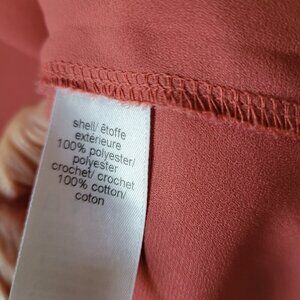 shell/ étoffe
extérieure
100% polyester/
polyester
crochet/ crochet
100% cotton/
coton